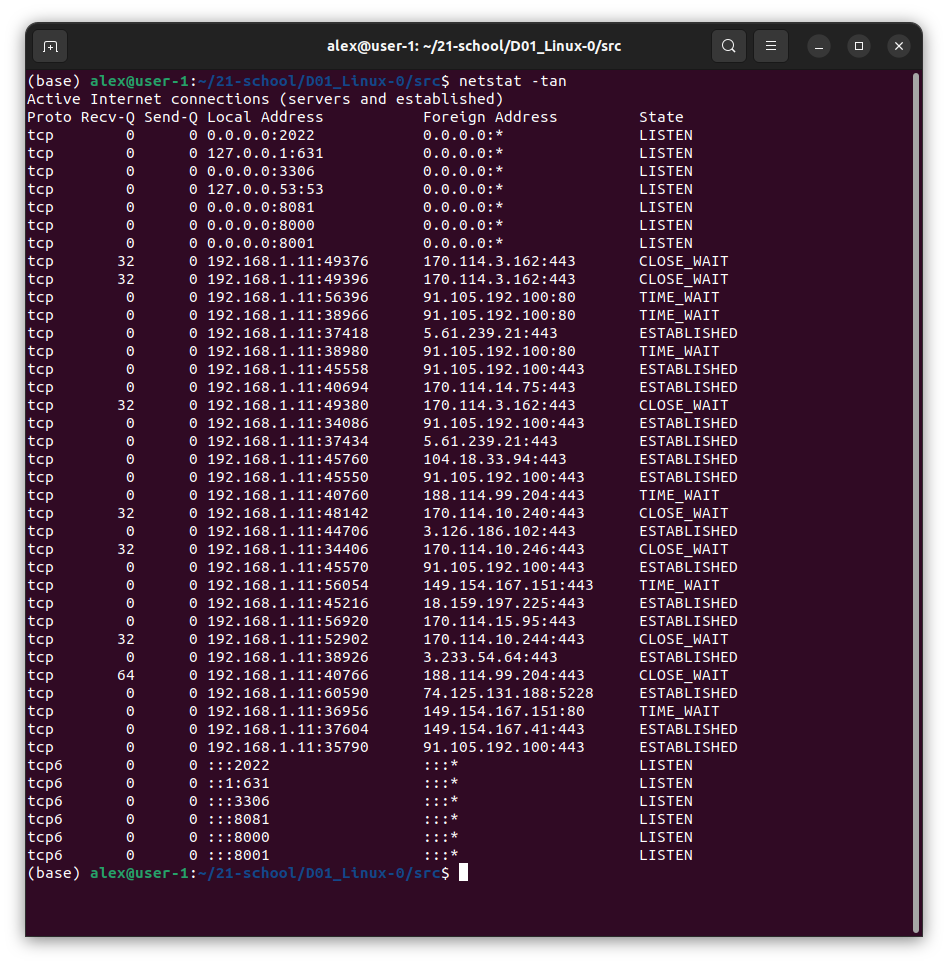 alex@user-1: ~/21-school/D01_Linux-0/src
(base) alex@user-1:~/21-school/D01_Linux-0/src$ netstat -tan
Active Internet connections (servers and established)
Proto Recv-Q Send-Q Local Address           Foreign Address         State
tcp        0      0 0.0.0.0:2022            0.0.0.0:*               LISTEN
tcp        0      0 127.0.0.1:631           0.0.0.0:*               LISTEN
tcp        0      0 0.0.0.0:3306            0.0.0.0:*               LISTEN
tcp        0      0 127.0.0.53:53           0.0.0.0:*               LISTEN
tcp        0      0 0.0.0.0:8081            0.0.0.0:*               LISTEN
tcp        0      0 0.0.0.0:8000            0.0.0.0:*               LISTEN
tcp        0      0 0.0.0.0:8001            0.0.0.0:*               LISTEN
tcp       32      0 192.168.1.11:49376      170.114.3.162:443       CLOSE_WAIT
tcp       32      0 192.168.1.11:49396      170.114.3.162:443       CLOSE_WAIT
tcp        0      0 192.168.1.11:56396      91.105.192.100:80       TIME_WAIT
tcp        0      0 192.168.1.11:38966      91.105.192.100:80       TIME_WAIT
tcp        0      0 192.168.1.11:37418      5.61.239.21:443         ESTABLISHED
tcp        0      0 192.168.1.11:38980      91.105.192.100:80       TIME_WAIT
tcp        0      0 192.168.1.11:45558      91.105.192.100:443      ESTABLISHED
tcp        0      0 192.168.1.11:40694      170.114.14.75:443       ESTABLISHED
tcp       32      0 192.168.1.11:49380      170.114.3.162:443       CLOSE_WAIT
tcp        0      0 192.168.1.11:34086      91.105.192.100:443      ESTABLISHED
tcp        0      0 192.168.1.11:37434      5.61.239.21:443         ESTABLISHED
tcp        0      0 192.168.1.11:45760      104.18.33.94:443        ESTABLISHED
tcp        0      0 192.168.1.11:45550      91.105.192.100:443      ESTABLISHED
tcp        0      0 192.168.1.11:40760      188.114.99.204:443      TIME_WAIT
tcp       32      0 192.168.1.11:48142      170.114.10.240:443      CLOSE_WAIT
tcp        0      0 192.168.1.11:44706      3.126.186.102:443       ESTABLISHED
tcp       32      0 192.168.1.11:34406      170.114.10.246:443      CLOSE_WAIT
tcp        0      0 192.168.1.11:45570      91.105.192.100:443      ESTABLISHED
tcp        0      0 192.168.1.11:56054      149.154.167.151:443     TIME_WAIT
tcp        0      0 192.168.1.11:45216      18.159.197.225:443      ESTABLISHED
tcp        0      0 192.168.1.11:56920      170.114.15.95:443       ESTABLISHED
tcp       32      0 192.168.1.11:52902      170.114.10.244:443      CLOSE_WAIT
tcp        0      0 192.168.1.11:38926      3.233.54.64:443         ESTABLISHED
tcp       64      0 192.168.1.11:40766      188.114.99.204:443      CLOSE_WAIT
tcp        0      0 192.168.1.11:60590      74.125.131.188:5228     ESTABLISHED
tcp        0      0 192.168.1.11:36956      149.154.167.151:80      TIME_WAIT
tcp        0      0 192.168.1.11:37604      149.154.167.41:443      ESTABLISHED
tcp        0      0 192.168.1.11:35790      91.105.192.100:443      ESTABLISHED
tcp6       0      0 :::2022                 :::*                    LISTEN
tcp6       0      0 ::1:631                 :::*                    LISTEN
tcp6       0      0 :::3306                 :::*                    LISTEN
tcp6       0      0 :::8081                 :::*                    LISTEN
tcp6       0      0 :::8000                 :::*                    LISTEN
tcp6       0      0 :::8001                 :::*                    LISTEN
(base) alex@user-1:~/21-school/D01_Linux-0/src$